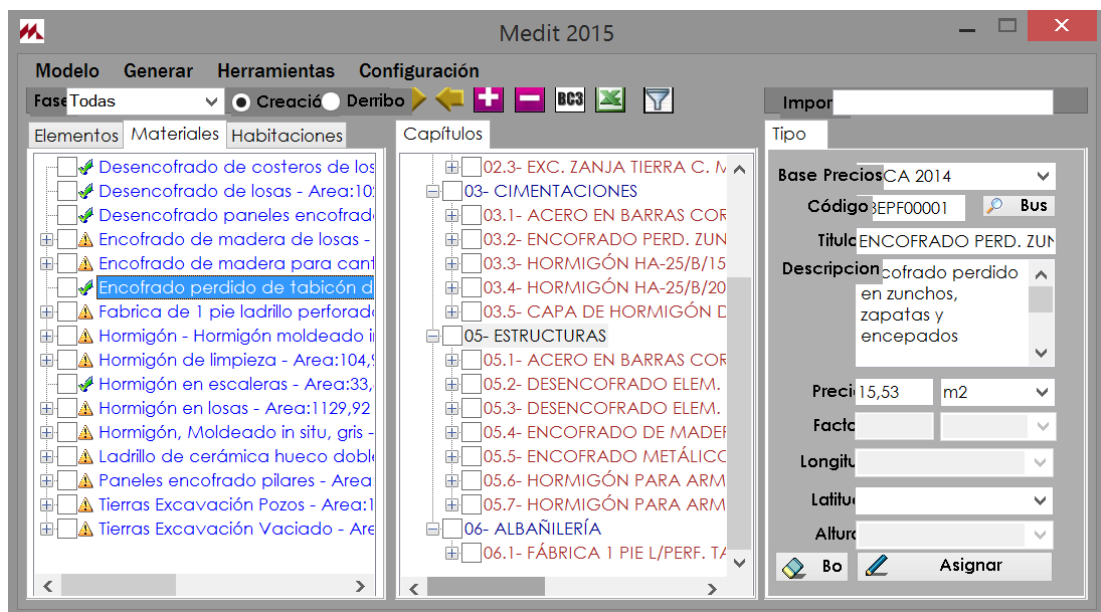 Medit 2015
Modelo Generar Herramientas Configuración
Fase Todas Creació Derribo BC3 Impor
Elementos Materiales Habitaciones
Desencofrado de costeros de los
Desencofrado de losas - Area:10
Desencofrado paneles encofrad
Encofrado de madera de losas -
Encofrado de madera para cant
Encofrado perdido de tabicón d
Fabrica de 1 pie ladrillo perforad
Hormigón - Hormigón moldeado i
Hormigón de limpieza - Area:104,
Hormigón en escaleras - Area:33,
Hormigón en losas - Area:1129,92
Hormigón, Moldeado in situ, gris -
Ladrillo de cerámica hueco dobl
Paneles encofrado pilares - Area
Tierras Excavación Pozos - Area:1
Tierras Excavación Vaciado - Are
Capítulos
02.3- EXC. ZANJA TIERRA C. M
03- CIMENTACIONES
03.1- ACERO EN BARRAS COR
03.2- ENCOFRADO PERD. ZUN
03.3- HORMIGÓN HA-25/B/15
03.4- HORMIGÓN HA-25/B/20
03.5- CAPA DE HORMIGÓN D
05- ESTRUCTURAS
05.1- ACERO EN BARRAS COR
05.2- DESENCOFRADO ELEM.
05.3- DESENCOFRADO ELEM.
05.4- ENCOFRADO DE MADER
05.5- ENCOFRADO METÁLICO
05.6- HORMIGÓN PARA ARM
05.7- HORMIGÓN PARA ARM
06- ALBAÑILERÍA
06.1- FÁBRICA 1 PIE L/PERF. TA
Tipo
Base Precios CA 2014
Código BEPF00001 Bus
Titulo ENCOFRADO PERD. ZUN
Descripcion cofrado perdido
en zunchos,
zapatas y
encepados
Preci 15,53 m2
Facto
Longitu
Latitu
Altura
Bo Asignar